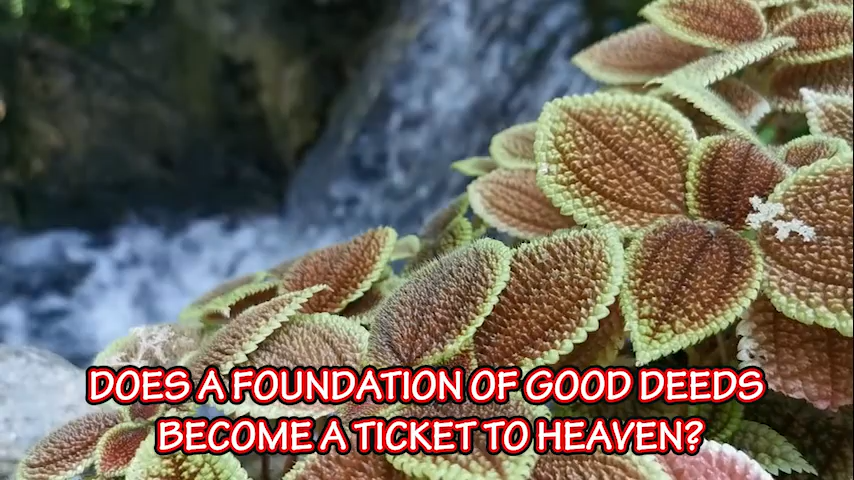 DOES A FOUNDATION OF GOOD DEEDS
BECOME A TICKET TO HEAVEN?